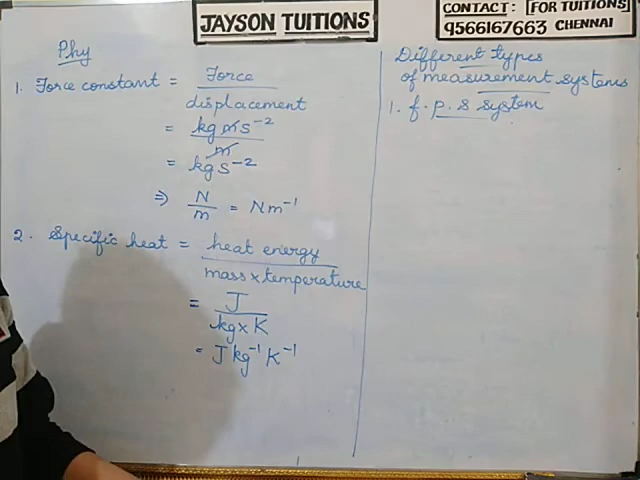 JAYSON TUITIONS
CONTACT: [FOR TUITIONS]
9566167663 CHENNAI
Phy
1. Force constant = Force
displacement
= kg m s⁻²
m
= kg s⁻²
⇒ N/m = Nm⁻¹
2. Specific heat = heat energy
mass x temperature
= J
kg x K
= J kg⁻¹ K⁻¹
Different types
of measurement systems
1. f.p.s system